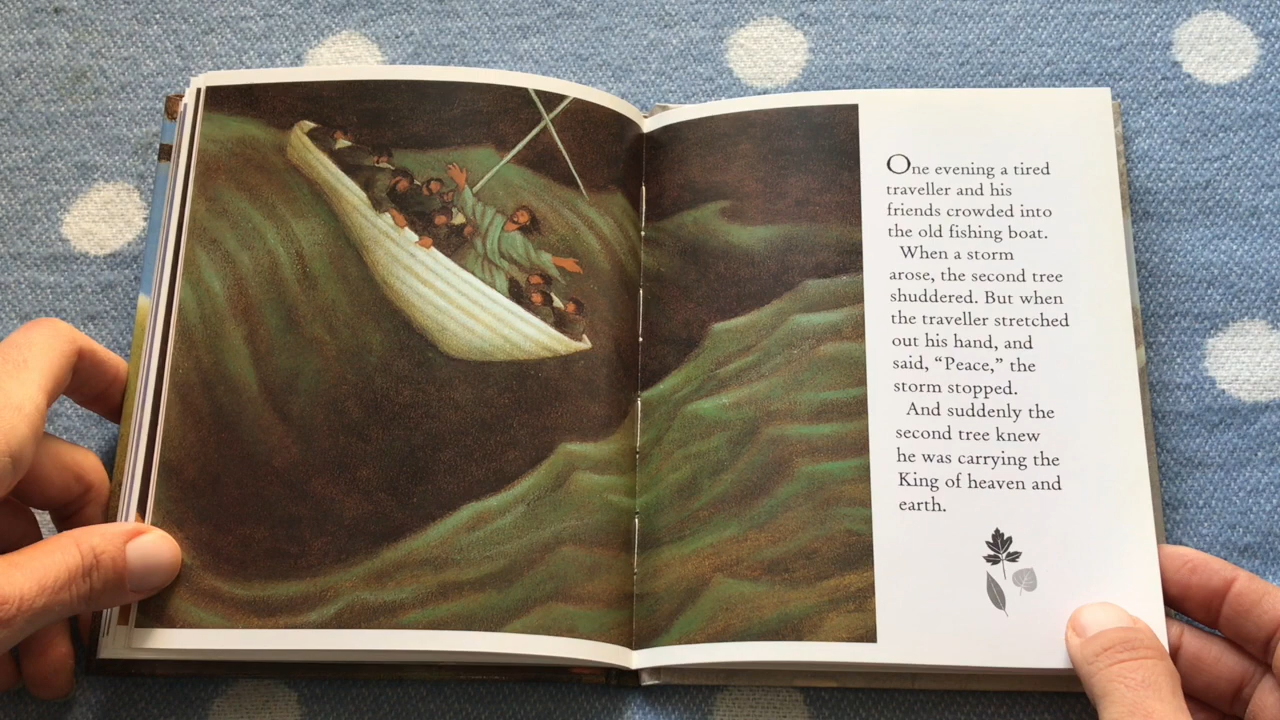 One evening a tired
traveller and his
friends crowded into
the old fishing boat.
When a storm
arose, the second tree
shuddered. But when
the traveller stretched
out his hand, and
said, “Peace,” the
storm stopped.
And suddenly the
second tree knew
he was carrying the
King of heaven and
earth.